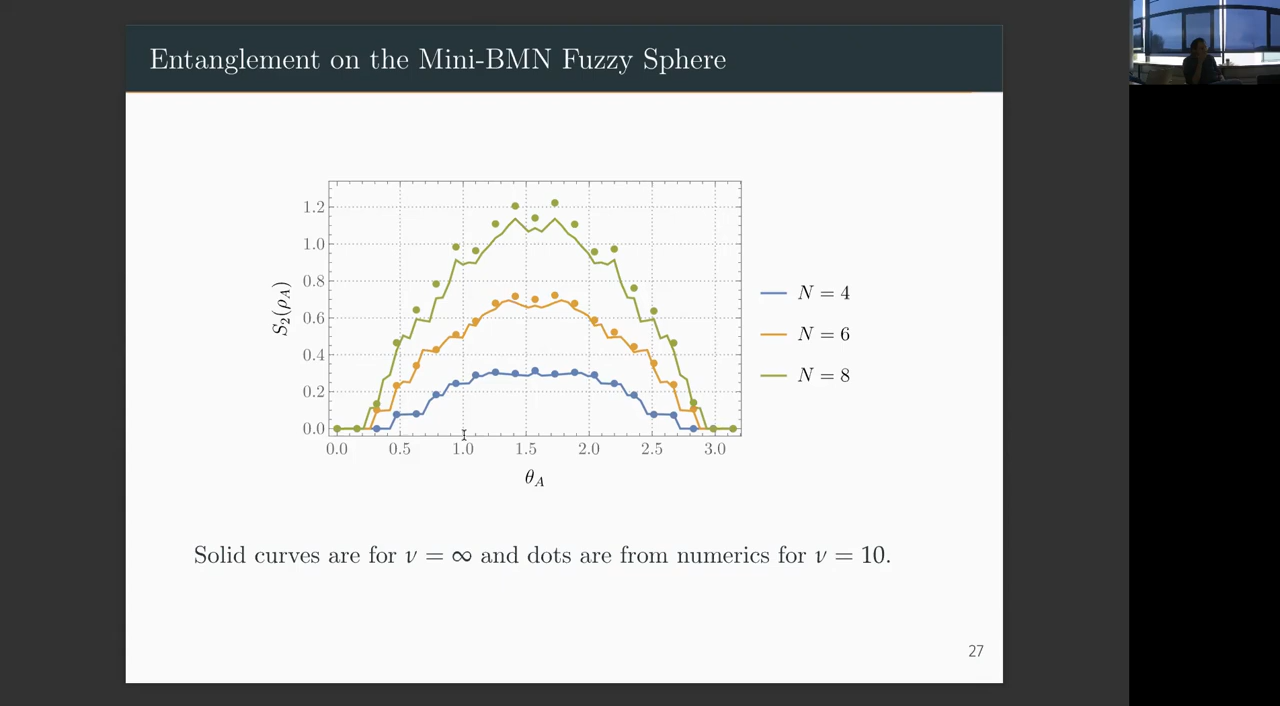 Entanglement on the Mini-BMN Fuzzy Sphere
1.2
1.0
0.8
0.6
0.4
0.2
0.0
S₂(ρ_A)
0.0 0.5 1.0 1.5 2.0 2.5 3.0
θ_A
N = 4
N = 6
N = 8
Solid curves are for ν = ∞ and dots are from numerics for ν = 10.
27